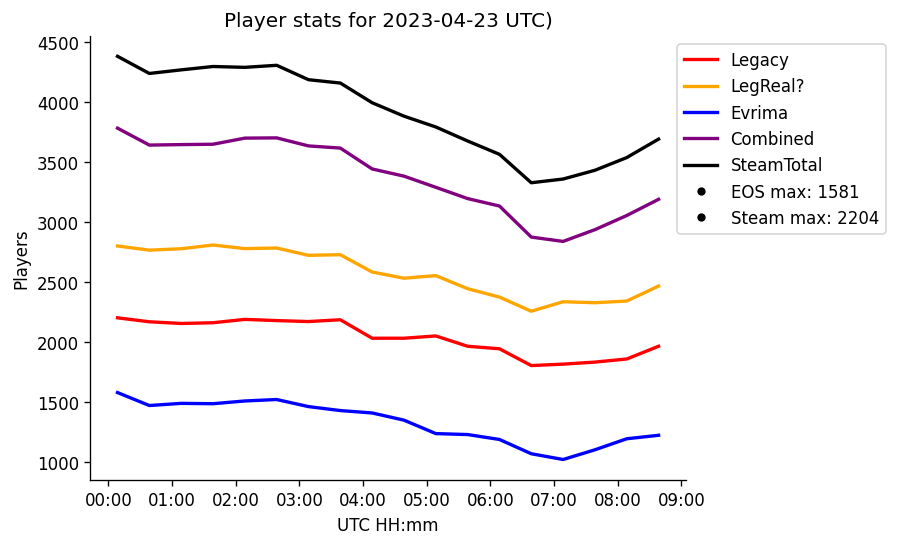 Player stats for 2023-04-23 UTC)
4500
4000
3500
3000
2500
2000
1500
1000
Players
00:00 01:00 02:00 03:00 04:00 05:00 06:00 07:00 08:00 09:00
UTC HH:mm
Legacy
LegReal?
Evrima
Combined
SteamTotal
EOS max: 1581
Steam max: 2204